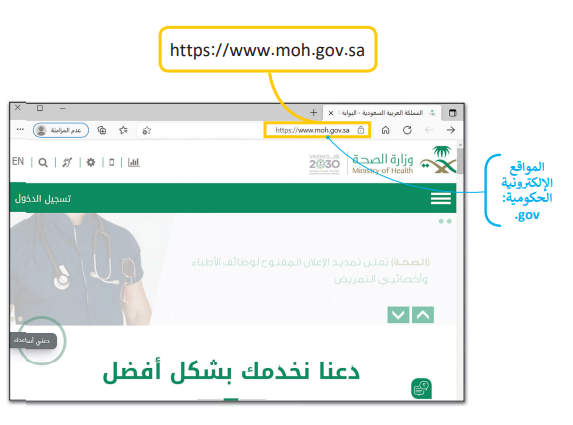 https://www.moh.gov.sa
المملكة العربية السعودية - البوابة
https://www.moh.gov.sa
عدم المزامنة
المواقع
الإلكترونية
الحكومية:
.gov
وزارة الصحة
Ministry of Health
VISION رؤية
2030
EN
تسجيل الدخول
(الصحة) تعلن تمديد الإعلان المفتوح لوظائف الأطباء
وأخصائيي التمريض
دعني أساعدك
دعنا نخدمك بشكل أفضل